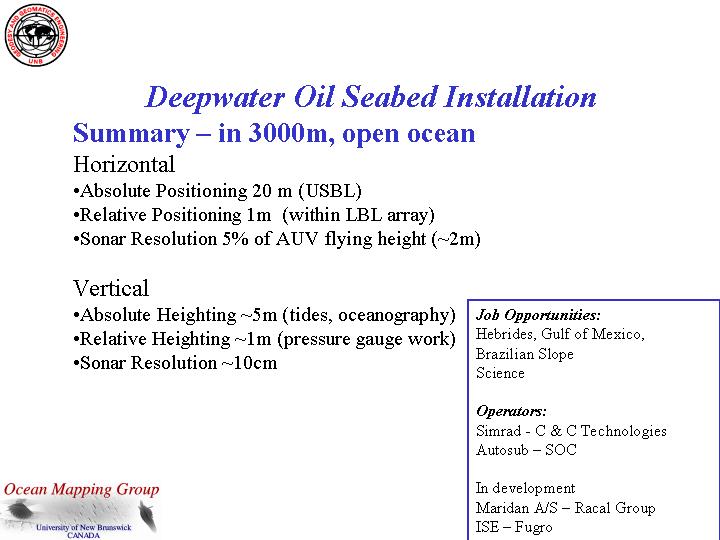 GEODESY AND GEOMATICS ENGINEERING
UNB
Deepwater Oil Seabed Installation
Summary – in 3000m, open ocean
Horizontal
•Absolute Positioning 20 m (USBL)
•Relative Positioning 1m  (within LBL array)
•Sonar Resolution 5% of AUV flying height (~2m)
Vertical
•Absolute Heighting ~5m (tides, oceanography)
•Relative Heighting ~1m (pressure gauge work)
•Sonar Resolution ~10cm
Job Opportunities:
Hebrides, Gulf of Mexico,
Brazilian Slope
Science
Operators:
Simrad - C & C Technologies
Autosub – SOC
In development
Maridan A/S – Racal Group
ISE – Fugro
Ocean Mapping Group
University of New Brunswick
CANADA